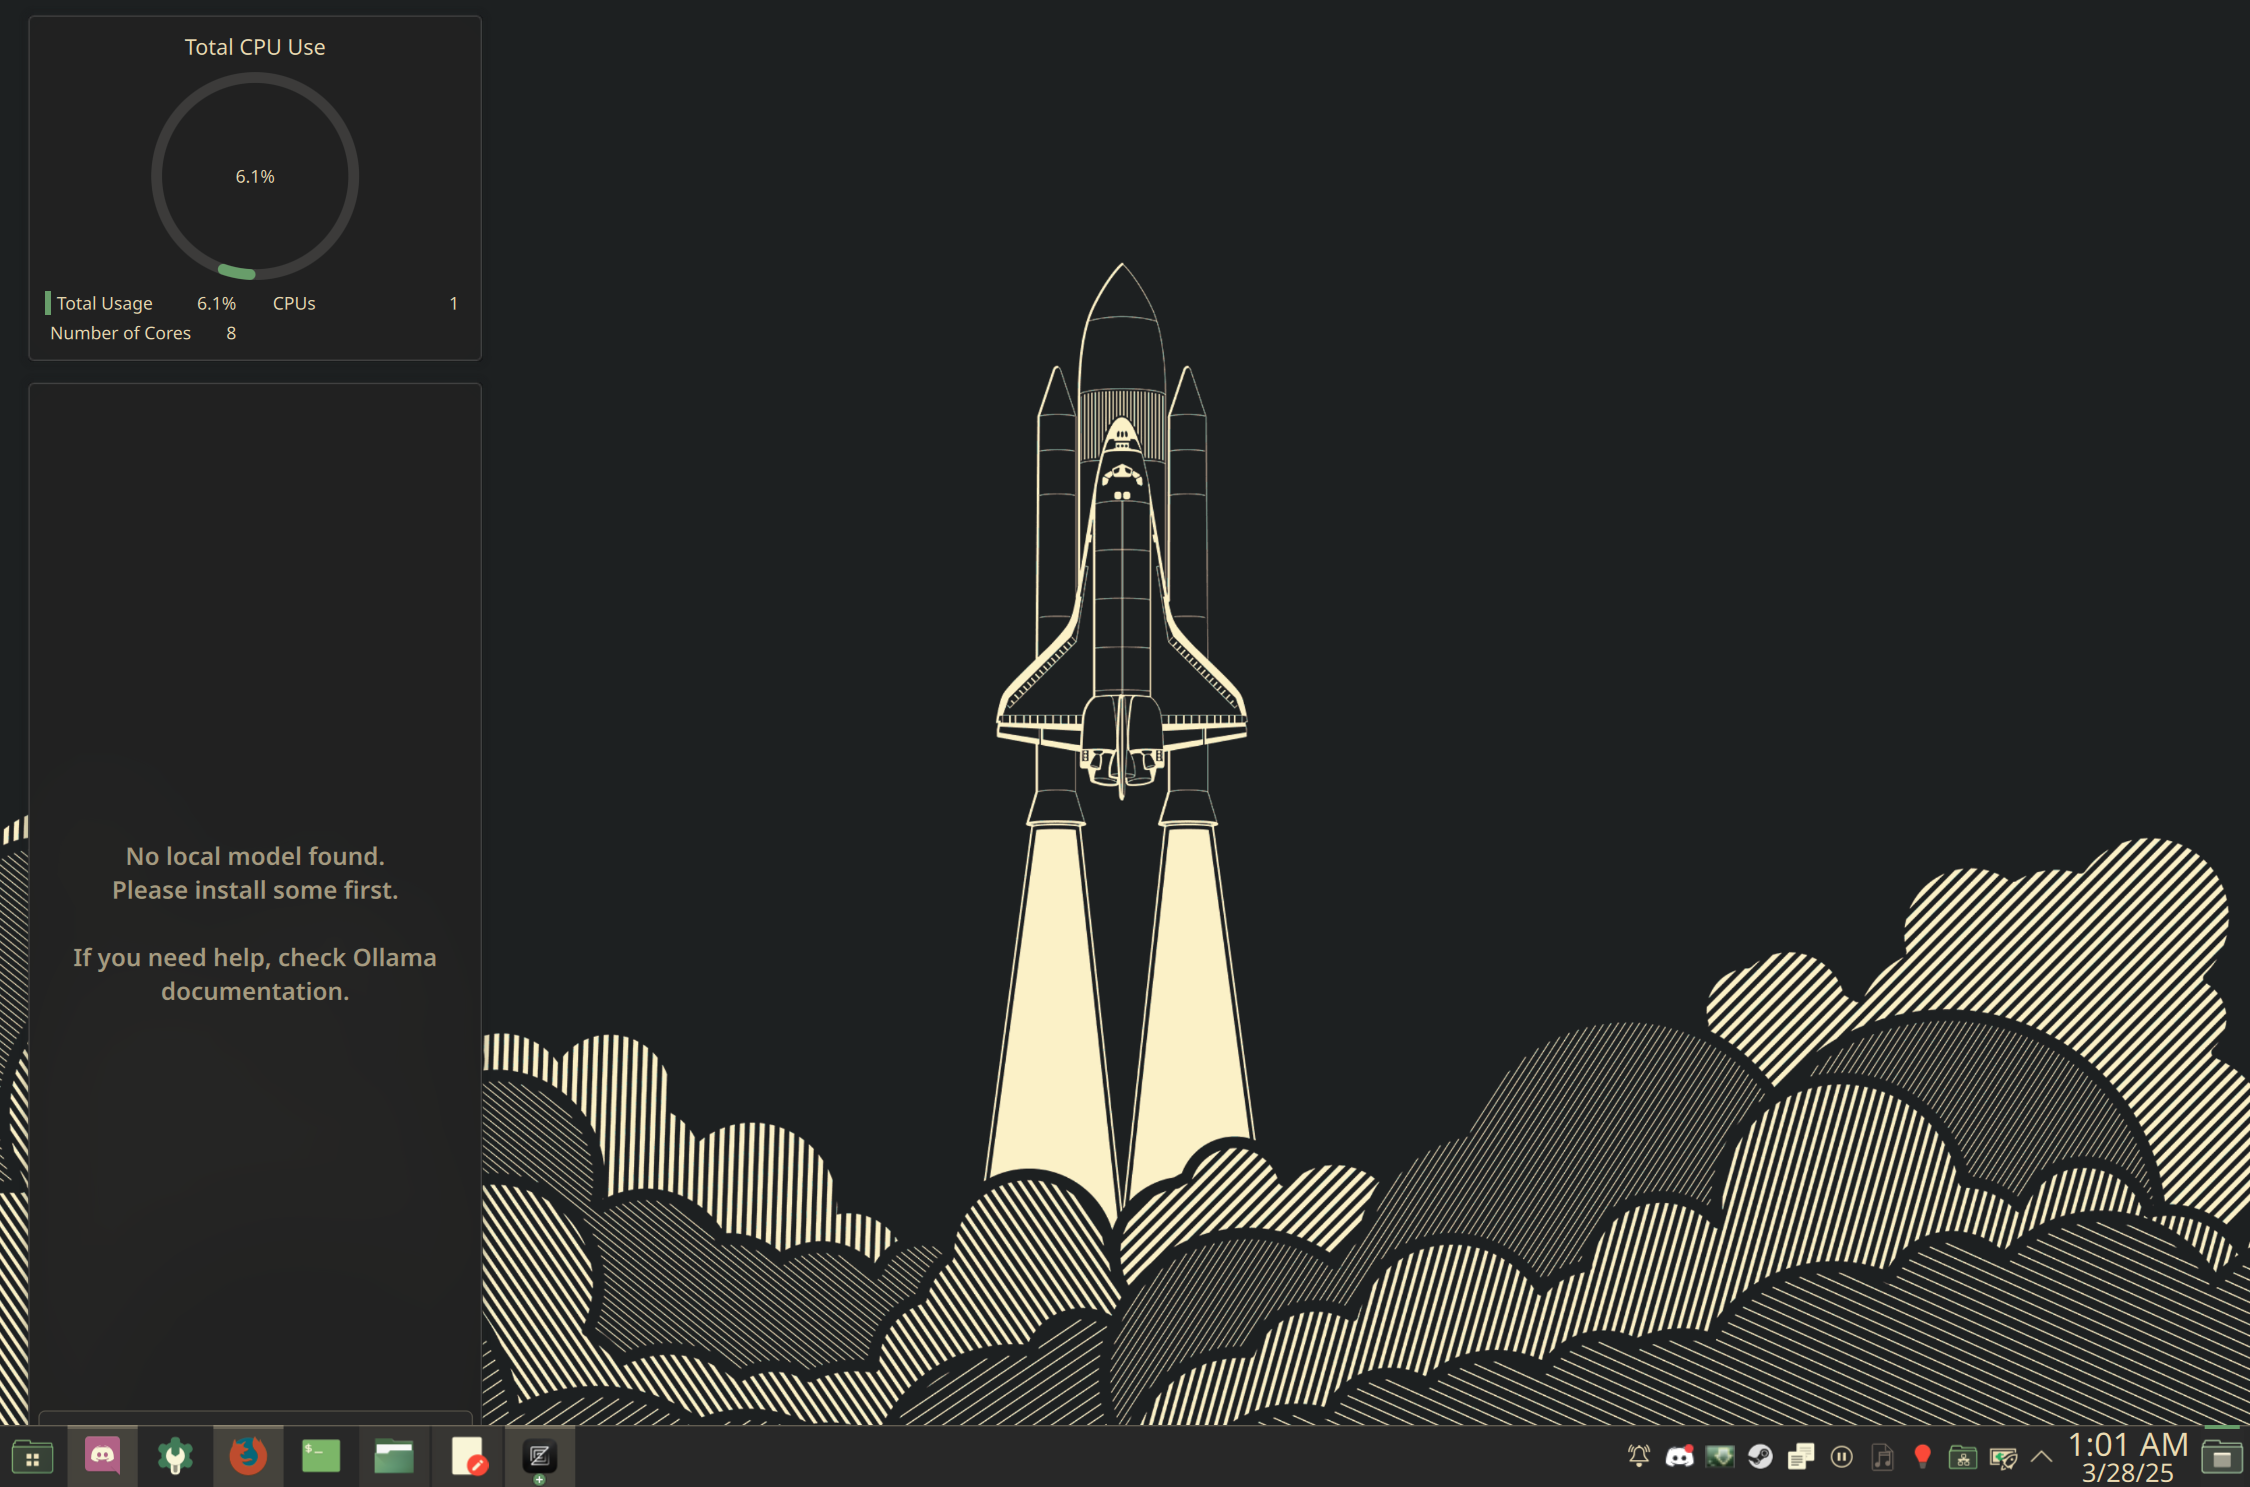 Total CPU Use
6.1%
Total Usage 6.1% CPUs 1
Number of Cores 8
No local model found.
Please install some first.
If you need help, check Ollama
documentation.
$_
1:01 AM
3/28/25